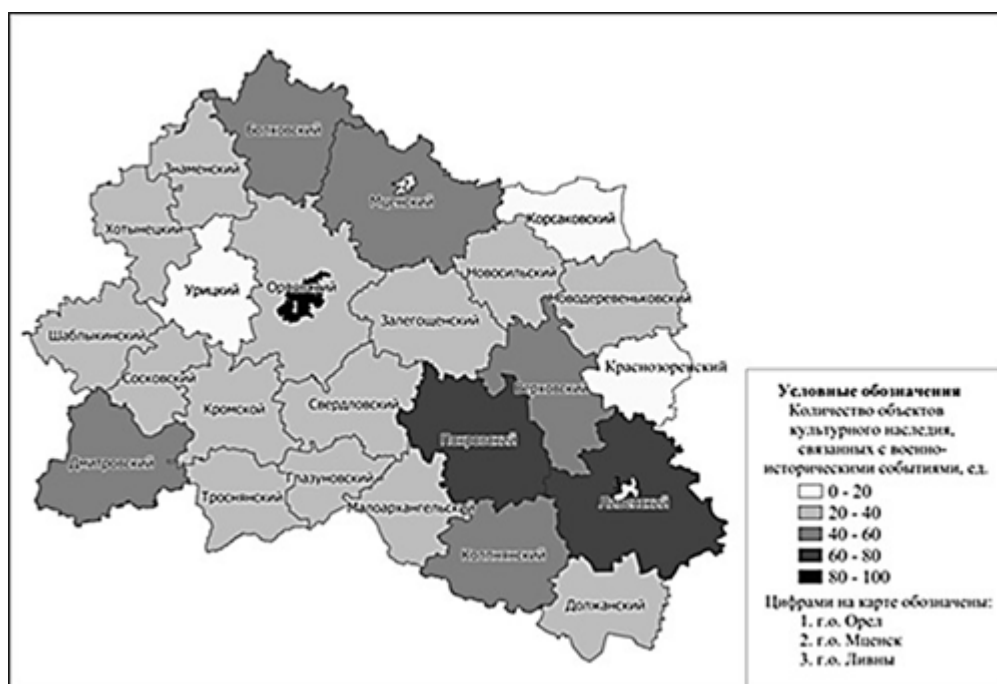 Болховский
Знаменский
Мценский
Хотынецкий
Корсаковский
Новосильский
Урицкий
Орловский
1
Новодеревеньковский
Залегощенский
Шаблыкинский
Краснозоренский
Сосковский
Верховский
Кромской
Свердловский
Покровский
Дмитровский
Глазуновский
Троснянский
Малоархангельский
Ливенский
Колпнянский
Должанский
Условные обозначения
Количество объектов
культурного наследия,
связанных с военно-
историческими событиями, ед.
0 - 20
20 - 40
40 - 60
60 - 80
80 - 100
Цифрами на карте обозначены:
1. г.о. Орел
2. г.о. Мценск
3. г.о. Ливны